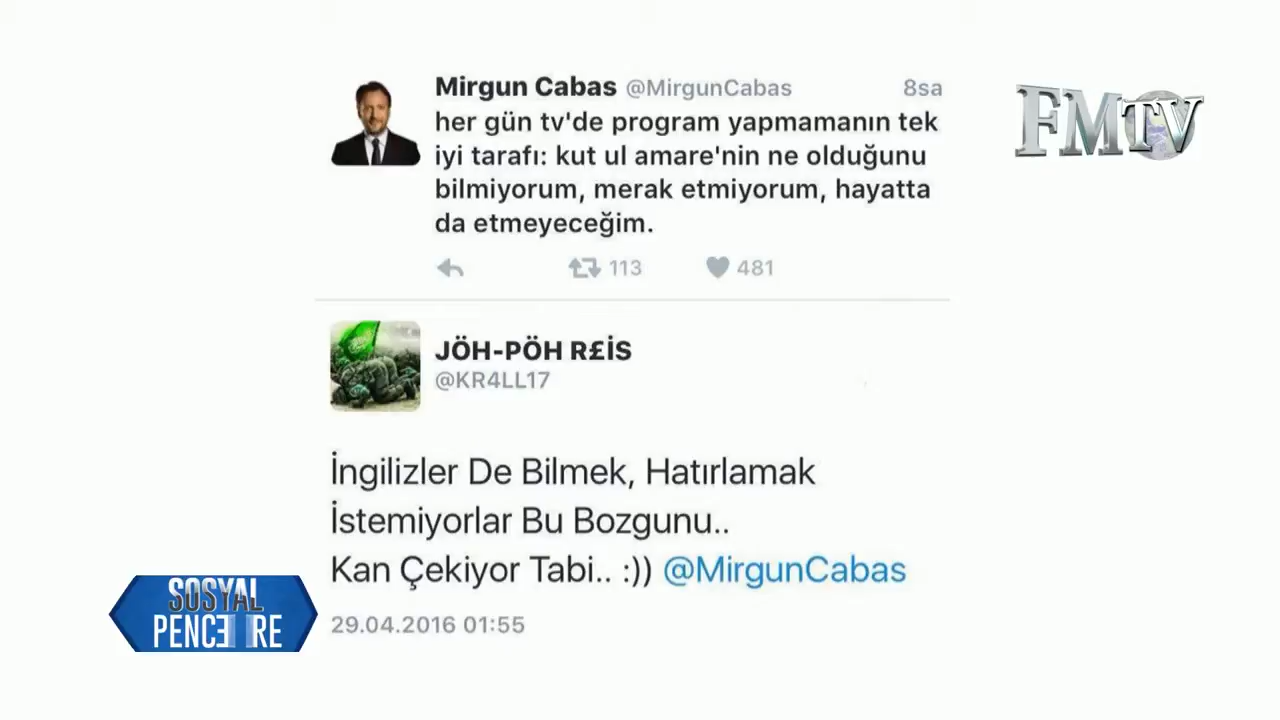 Mirgun Cabas @MirgunCabas 8sa
her gün tv'de program yapmamanın tek
iyi tarafı: kut ul amare'nin ne olduğunu
bilmiyorum, merak etmiyorum, hayatta
da etmeyeceğim.
113 481
FMTV
JÖH-PÖH R£İS
@KR4LL17
İngilizler De Bilmek, Hatırlamak
İstemiyorlar Bu Bozgunu..
Kan Çekiyor Tabi.. :)) @MirgunCabas
29.04.2016 01:55
SOSYAL
PENCERE